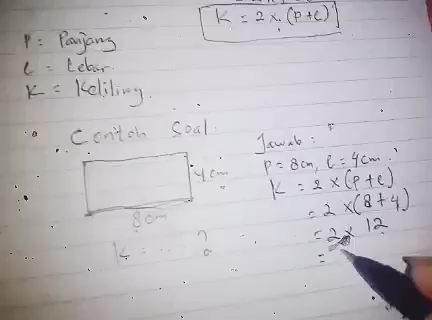 K = 2 x (p + l)
P = Panjang
l = Lebar.
K = Keliling.
Contoh Soal:
4 cm
8 cm
K = ... ?
Jawab :
P = 8 cm, l = 4 cm.
K = 2 x (p + l)
= 2 x (8 + 4)
= 2 x 12
=